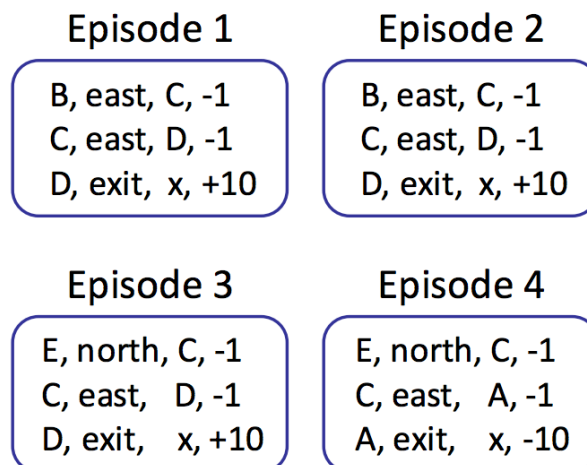 Episode 1
B, east, C, -1
C, east, D, -1
D, exit, x, +10
Episode 2
B, east, C, -1
C, east, D, -1
D, exit, x, +10
Episode 3
E, north, C, -1
C, east, D, -1
D, exit, x, +10
Episode 4
E, north, C, -1
C, east, A, -1
A, exit, x, -10